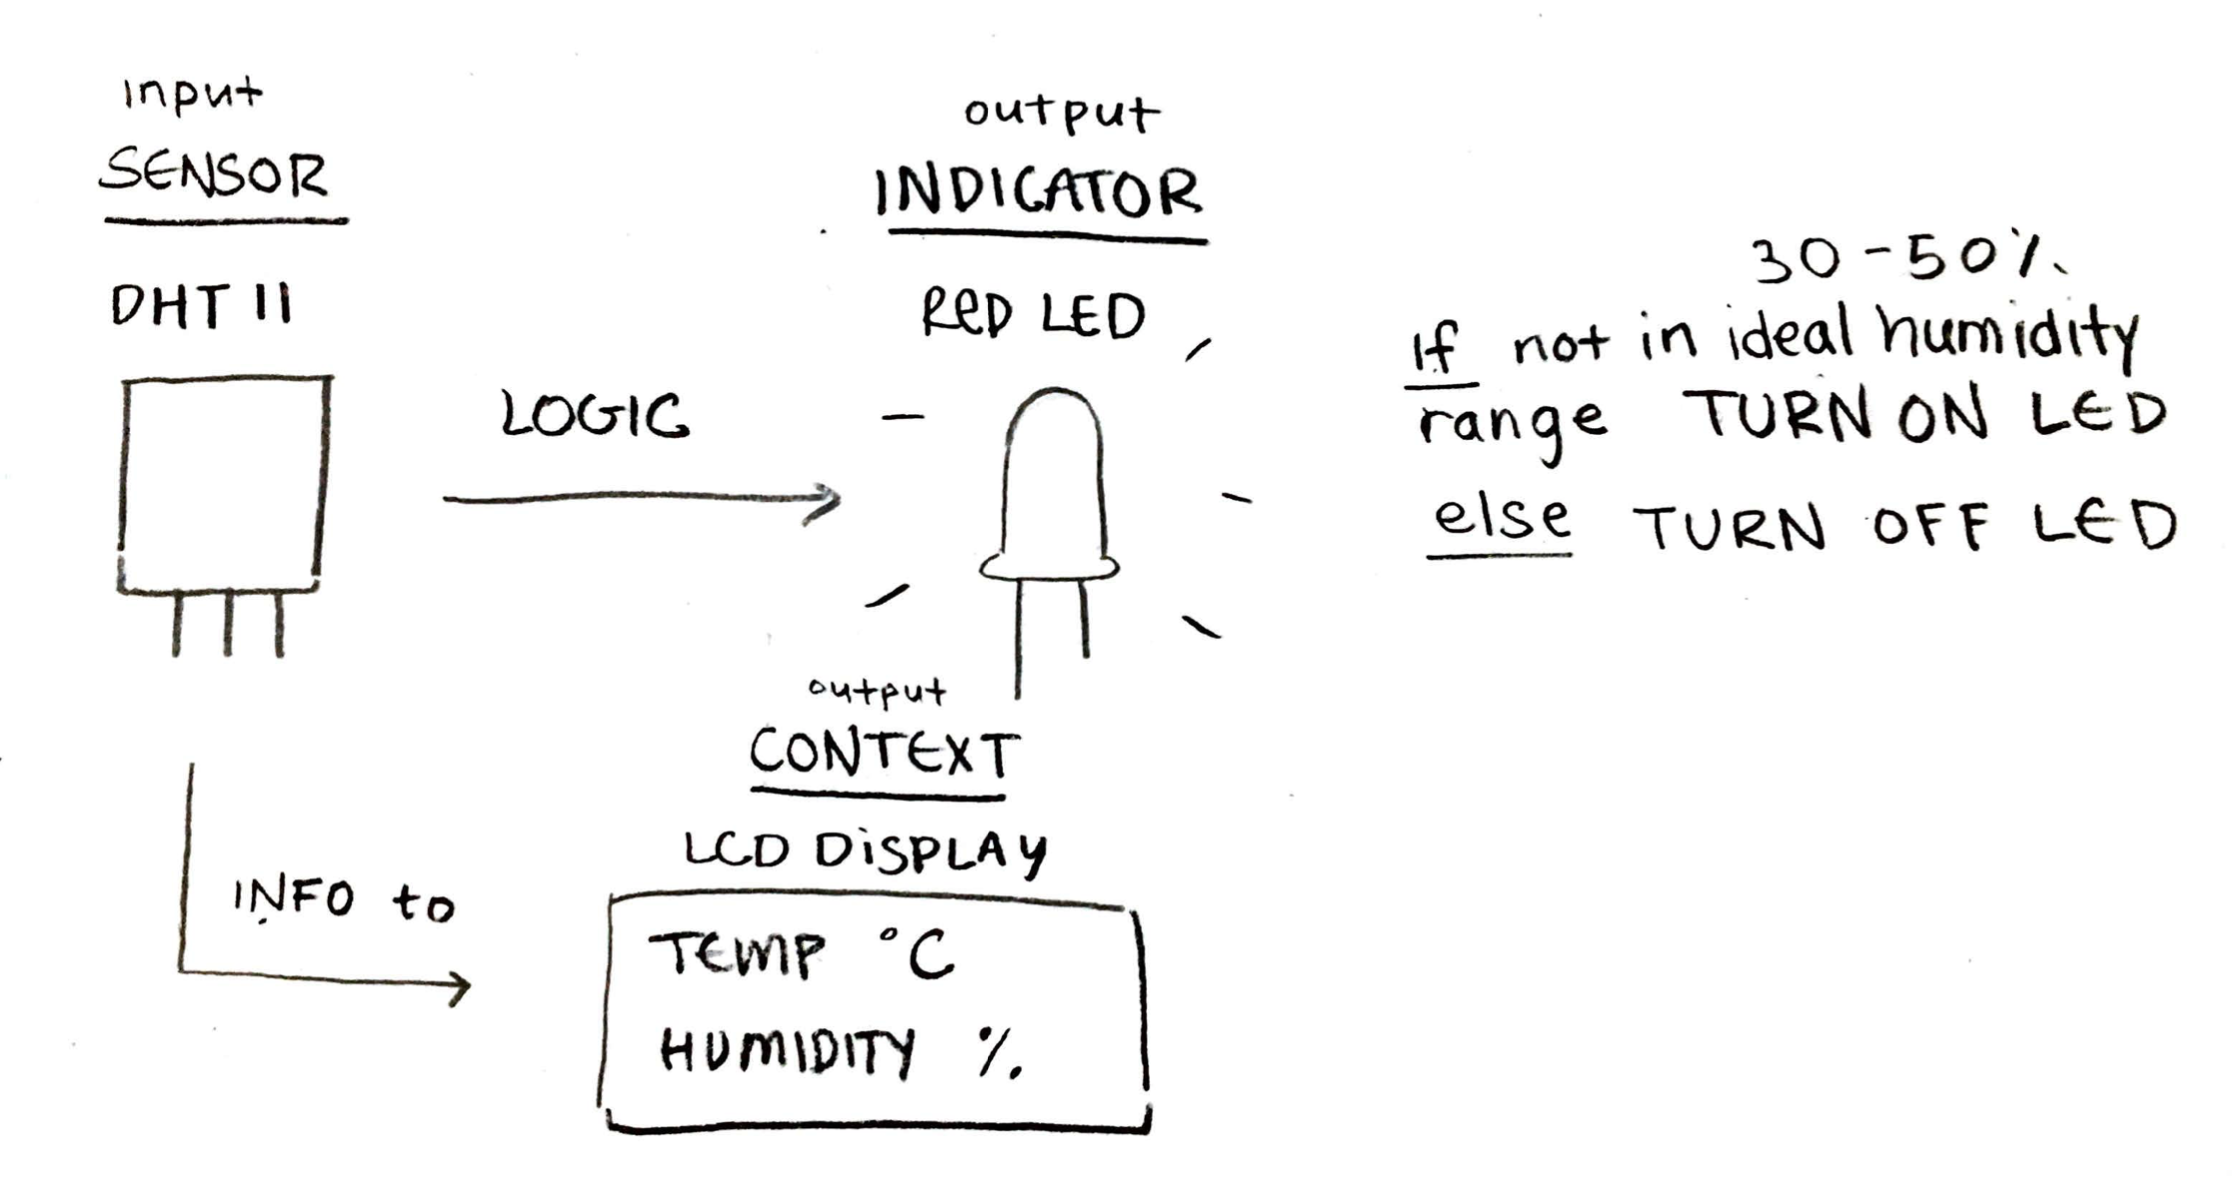 input
SENSOR
DHT 11
LOGIC
output
INDICATOR
RED LED
30-50%
If not in ideal humidity
range TURN ON LED
else TURN OFF LED
INFO to
output
CONTEXT
LCD DiSPLAY
TEMP °C
HUMIDITY %